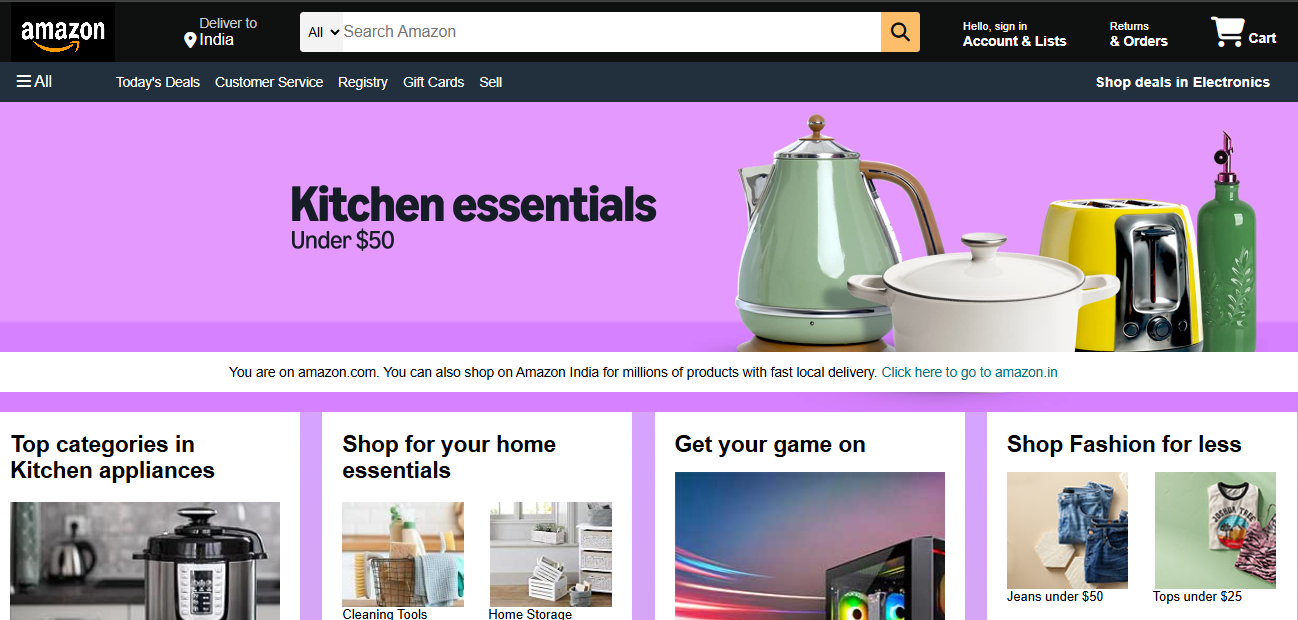 amazon
Deliver to
India
All
Search Amazon
Hello, sign in
Account & Lists
Returns
& Orders
Cart
All
Today's Deals
Customer Service
Registry
Gift Cards
Sell
Shop deals in Electronics
Kitchen essentials
Under $50
You are on amazon.com. You can also shop on Amazon India for millions of products with fast local delivery. Click here to go to amazon.in
Top categories in
Kitchen appliances
Shop for your home
essentials
Cleaning Tools
Home Storage
Get your game on
Shop Fashion for less
JOSHUA TREE
Jeans under $50
Tops under $25